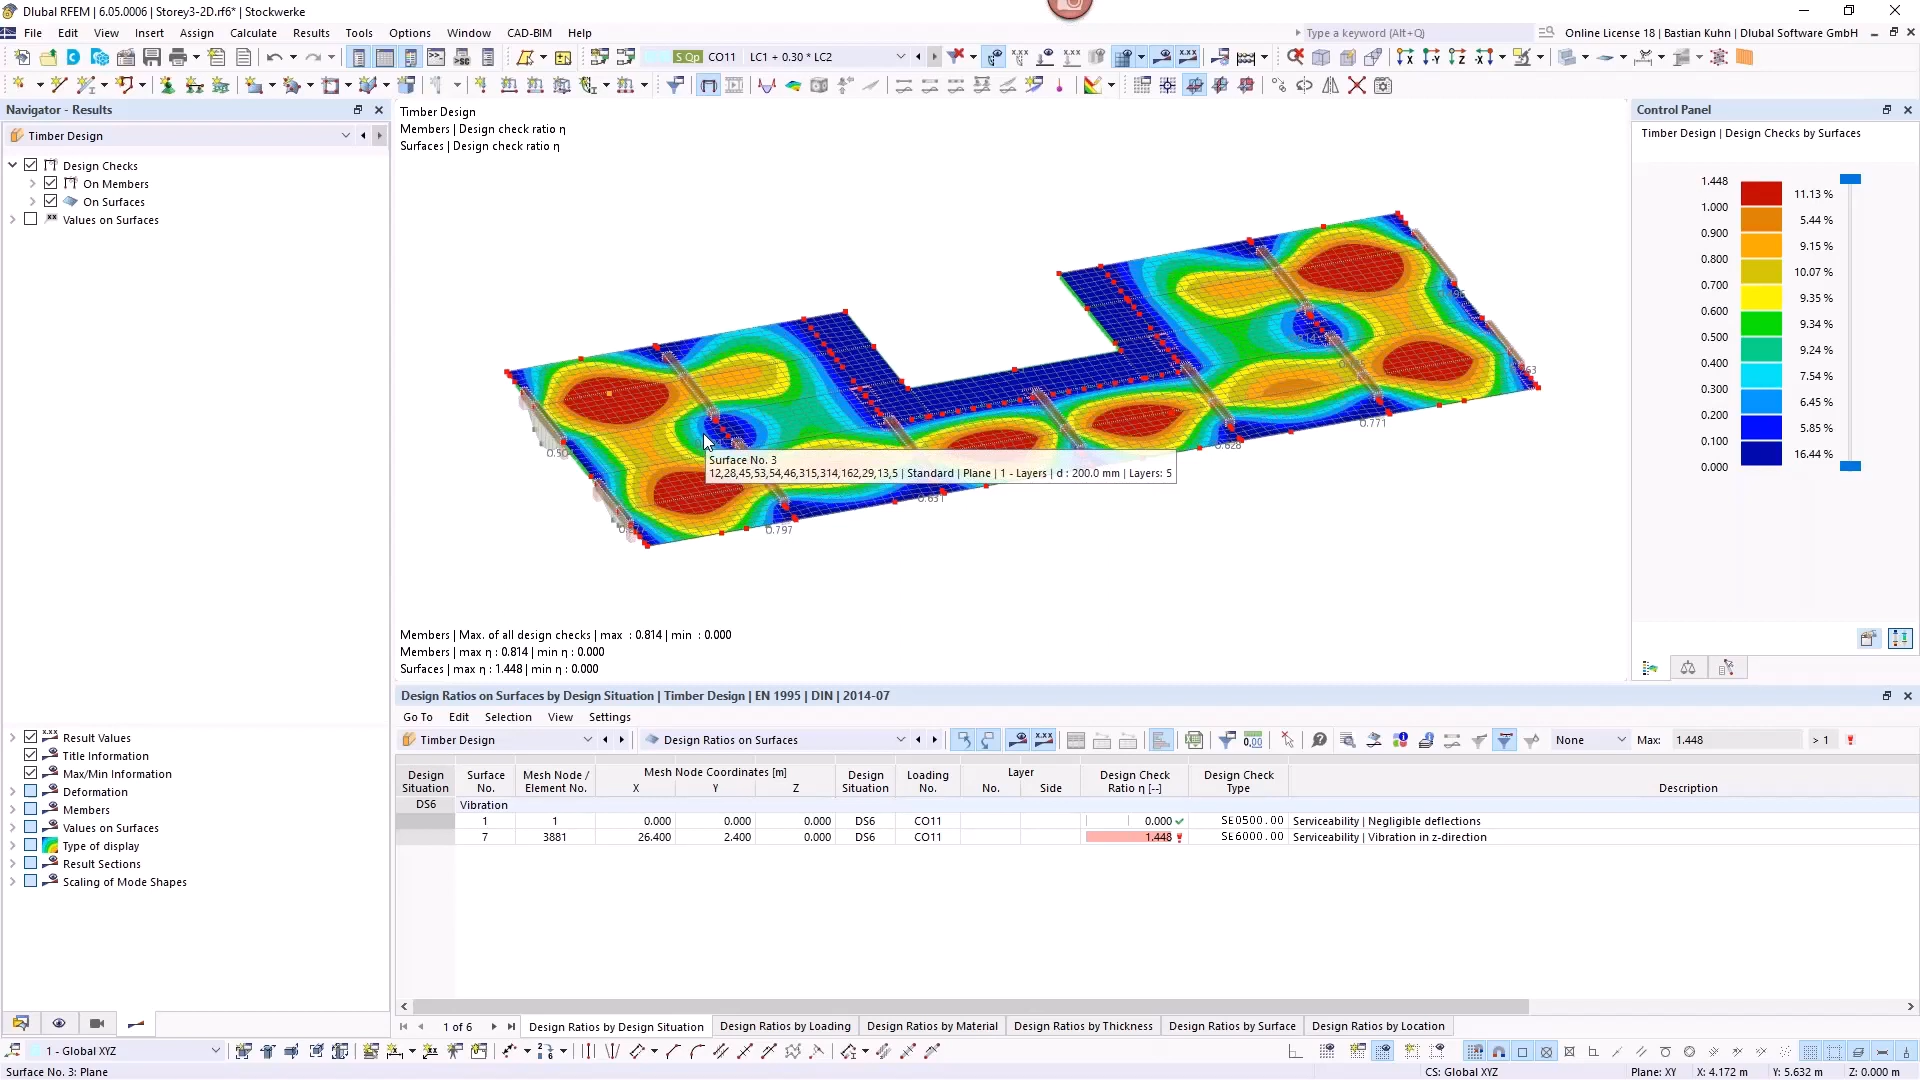 Dlubal RFEM | 6.05.0006 | Storey3-2D.rf6* | Stockwerke
File Edit View Insert Assign Calculate Results Tools Options Window CAD-BIM Help
Type a keyword (Alt+Q)
Online License 18 | Bastian Kuhn | Dlubal Software GmbH
S Qp CO11 LC1 + 0.30 * LC2
Navigator - Results
Timber Design
Design Checks
On Members
On Surfaces
Values on Surfaces
Timber Design
Members | Design check ratio η
Surfaces | Design check ratio η
0.797
0.631
0.628
0.771
Surface No. 3
12,28,45,53,54,46,315,314,162,29,13,5 | Standard | Plane | 1 - Layers | d : 200.0 mm | Layers: 5
Members | Max. of all design checks | max : 0.814 | min : 0.000
Members | max η : 0.814 | min η : 0.000
Surfaces | max η : 1.448 | min η : 0.000
Control Panel
Timber Design | Design Checks by Surfaces
1.448
11.13 %
1.000
5.44 %
0.900
9.15 %
0.800
10.07 %
0.700
9.35 %
0.600
9.34 %
0.500
9.24 %
0.400
7.54 %
0.300
6.45 %
0.200
5.85 %
0.100
16.44 %
0.000
Result Values
Title Information
Max/Min Information
Deformation
Members
Values on Surfaces
Type of display
Result Sections
Scaling of Mode Shapes
Design Ratios on Surfaces by Design Situation | Timber Design | EN 1995 | DIN | 2014-07
Go To Edit Selection View Settings
Timber Design Design Ratios on Surfaces None Max: 1.448 > 1
Design Situation Surface No. Mesh Node / Element No. Mesh Node Coordinates [m] X Y Z Design Situation Loading No. Layer No. Side Design Check Ratio η [--] Design Check Type Description
DS6 Vibration
1 1 0.000 0.000 0.000 DS6 CO11 0.000 SE0500.00 Serviceability | Negligible deflections
7 3881 26.400 2.400 0.000 DS6 CO11 1.448 SE6000.00 Serviceability | Vibration in z-direction
1 of 6 Design Ratios by Design Situation Design Ratios by Loading Design Ratios by Material Design Ratios by Thickness Design Ratios by Surface Design Ratios by Location
1 - Global XYZ
Surface No. 3: Plane
CS: Global XYZ Plane: XY X: 4.172 m Y: 5.632 m Z: 0.000 m